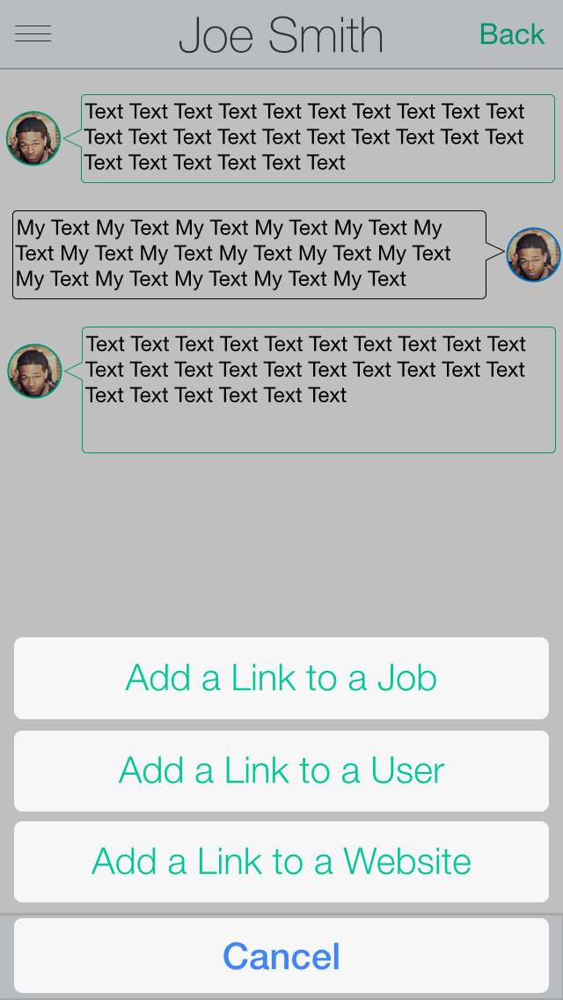 Joe Smith
Back
Text Text Text Text Text Text Text Text Text Text
Text Text Text Text Text Text Text Text Text Text
Text Text Text Text Text Text
My Text My Text My Text My Text My Text My
Text My Text My Text My Text My Text My Text
My Text My Text My Text My Text My Text
Text Text Text Text Text Text Text Text Text Text
Text Text Text Text Text Text Text Text Text Text
Text Text Text Text Text Text
Add a Link to a Job
Add a Link to a User
Add a Link to a Website
Cancel